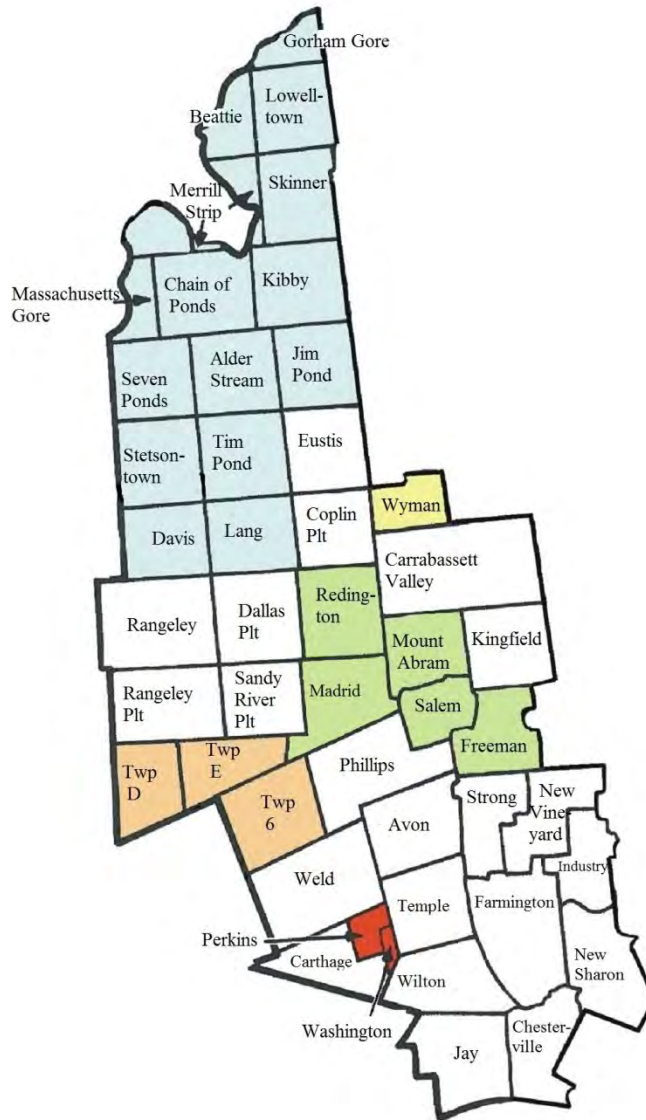 Gorham Gore
Lowell-
town
Beattie
Skinner
Merrill
Strip
Massachusetts
Gore
Chain of
Ponds
Kibby
Seven
Ponds
Alder
Stream
Jim
Pond
Stetson-
town
Tim
Pond
Eustis
Davis
Lang
Coplin
Plt
Wyman
Carrabassett
Valley
Rangeley
Dallas
Plt
Reding-
ton
Mount
Abram
Kingfield
Rangeley
Plt
Sandy
River
Plt
Madrid
Salem
Freeman
Twp
D
Twp
E
Twp
6
Phillips
Strong
New
Vine-
yard
Avon
Industry
Weld
Temple
Farmington
Perkins
Carthage
Washington
Wilton
New
Sharon
Jay
Chester-
ville